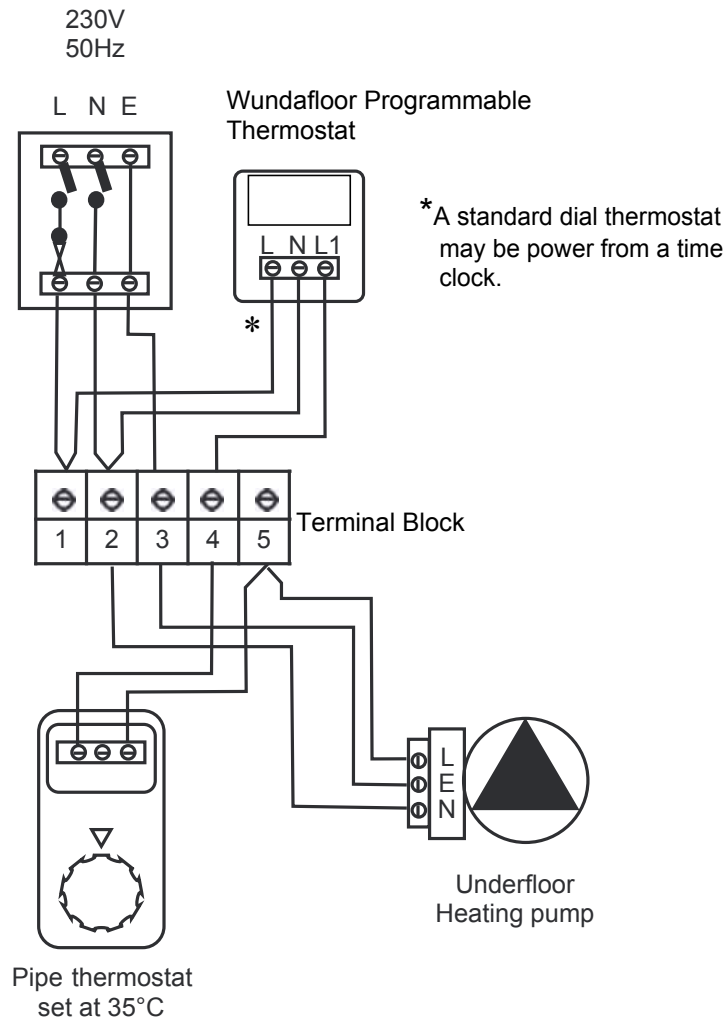 230V
50Hz
L N E
Wundafloor Programmable
Thermostat
L N L1
*A standard dial thermostat
may be power from a time
clock.
*
1 2 3 4 5
Terminal Block
L
E
N
Underfloor
Heating pump
Pipe thermostat
set at 35°C